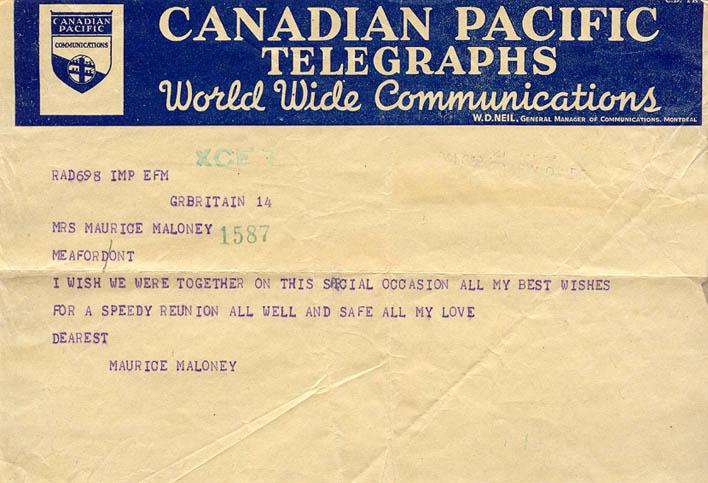 CANADIAN PACIFIC COMMUNICATIONS
CANADIAN PACIFIC
TELEGRAPHS
World Wide Communications
W.D. NEIL, GENERAL MANAGER OF COMMUNICATIONS, MONTREAL
RAD698 IMP EFM
GRBRITAIN 14
MRS MAURICE MALONEY 1587
MEAFORD/ONT
I WISH WE WERE TOGETHER ON THIS SPECIAL OCCASION ALL MY BEST WISHES
FOR A SPEEDY REUNION ALL WELL AND SAFE ALL MY LOVE
DEAREST
MAURICE MALONEY